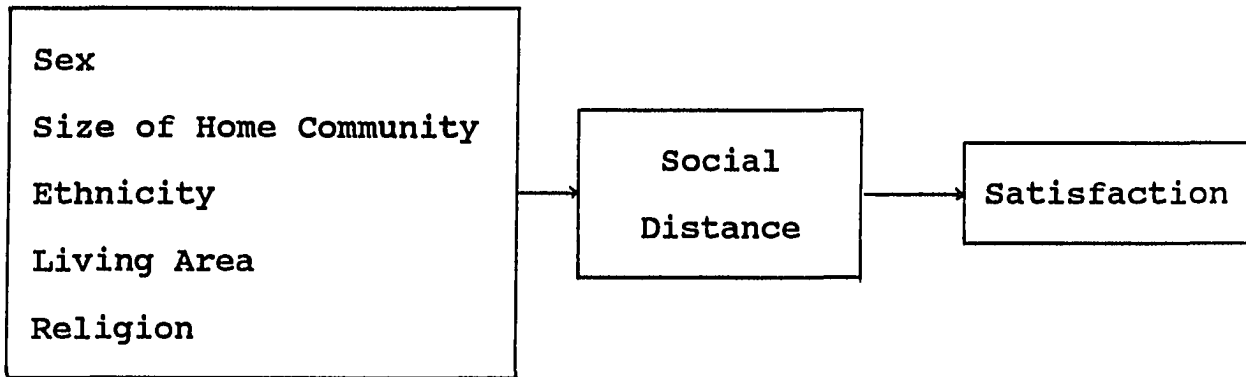 Sex
Size of Home Community
Ethnicity
Living Area
Religion
Social
Distance
Satisfaction